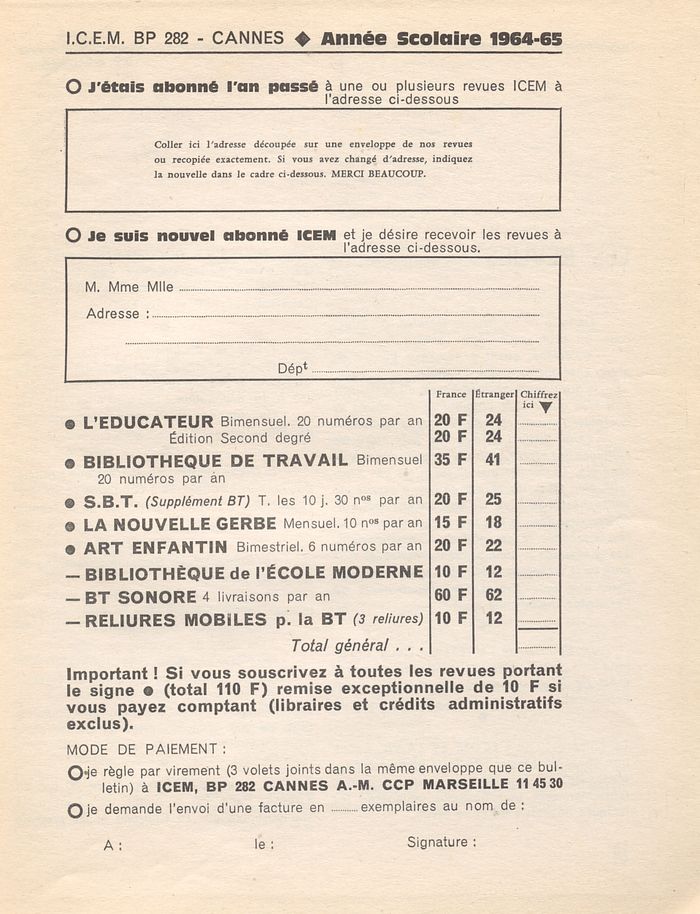 I.C.E.M. BP 282 - CANNES ◆ Année Scolaire 1964-65
O J'étais abonné l'an passé à une ou plusieurs revues ICEM à
l'adresse ci-dessous
Coller ici l'adresse découpée sur une enveloppe de nos revues
ou recopiée exactement. Si vous avez changé d'adresse, indiquez
la nouvelle dans le cadre ci-dessous. MERCI BEAUCOUP.
O Je suis nouvel abonné ICEM et je désire recevoir les revues à
l'adresse ci-dessous.
M. Mme Mlle
Adresse :
Dépt
France Étranger Chiffrez
ici ▼
● L'EDUCATEUR Bimensuel. 20 numéros par an 20 F 24
Édition Second degré 20 F 24
● BIBLIOTHEQUE DE TRAVAIL Bimensuel 35 F 41
20 numéros par an
● S.B.T. (Supplément BT) T. les 10 j. 30 nos par an 20 F 25
● LA NOUVELLE GERBE Mensuel. 10 nos par an 15 F 18
● ART ENFANTIN Bimestriel. 6 numéros par an 20 F 22
— BIBLIOTHÈQUE de l'ÉCOLE MODERNE 10 F 12
— BT SONORE 4 livraisons par an 60 F 62
— RELIURES MOBILES p. la BT (3 reliures) 10 F 12
Total général . . .
Important ! Si vous souscrivez à toutes les revues portant
le signe ● (total 110 F) remise exceptionnelle de 10 F si
vous payez comptant (libraires et crédits administratifs
exclus).
MODE DE PAIEMENT :
O je règle par virement (3 volets joints dans la même enveloppe que ce bul-
letin) à ICEM, BP 282 CANNES A.-M. CCP MARSEILLE 11 45 30
O je demande l'envoi d'une facture en ........ exemplaires au nom de :
A : le : Signature :